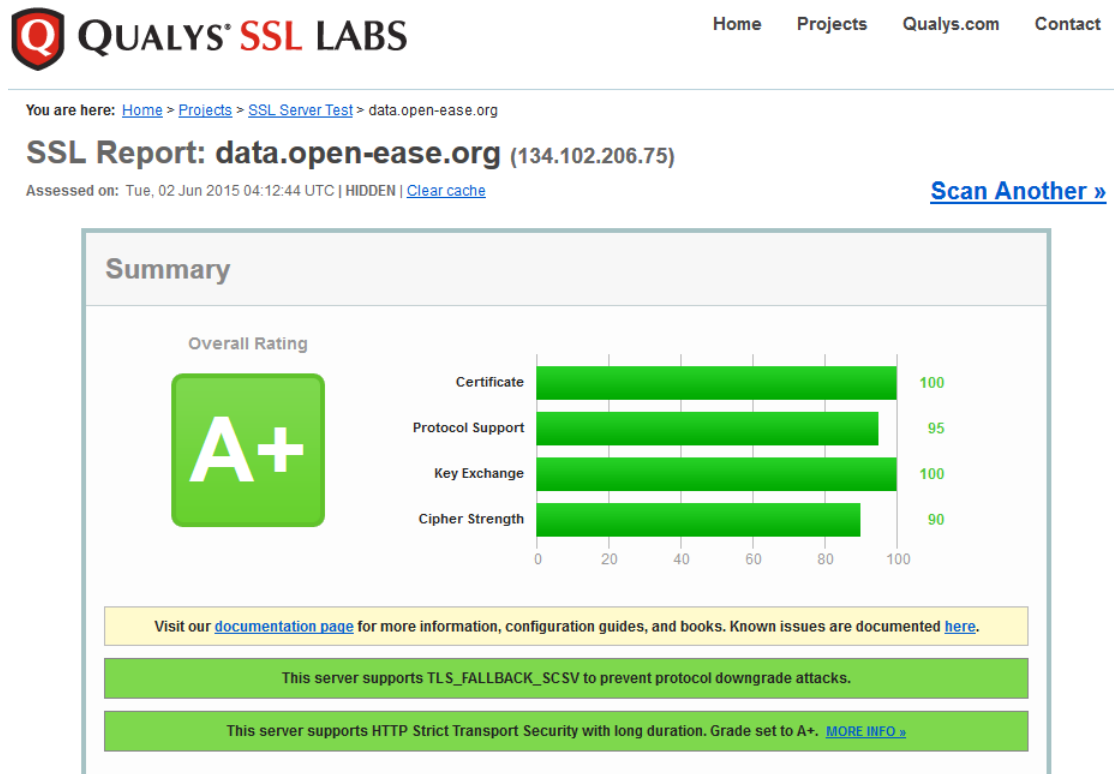 QUALYS® SSL LABS
Home Projects Qualys.com Contact
You are here: Home > Projects > SSL Server Test > data.open-ease.org
SSL Report: data.open-ease.org (134.102.206.75)
Assessed on: Tue, 02 Jun 2015 04:12:44 UTC | HIDDEN | Clear cache
Scan Another »
Summary
Overall Rating
A+
Certificate 100
Protocol Support 95
Key Exchange 100
Cipher Strength 90
0 20 40 60 80 100
Visit our documentation page for more information, configuration guides, and books. Known issues are documented here.
This server supports TLS_FALLBACK_SCSV to prevent protocol downgrade attacks.
This server supports HTTP Strict Transport Security with long duration. Grade set to A+. MORE INFO »